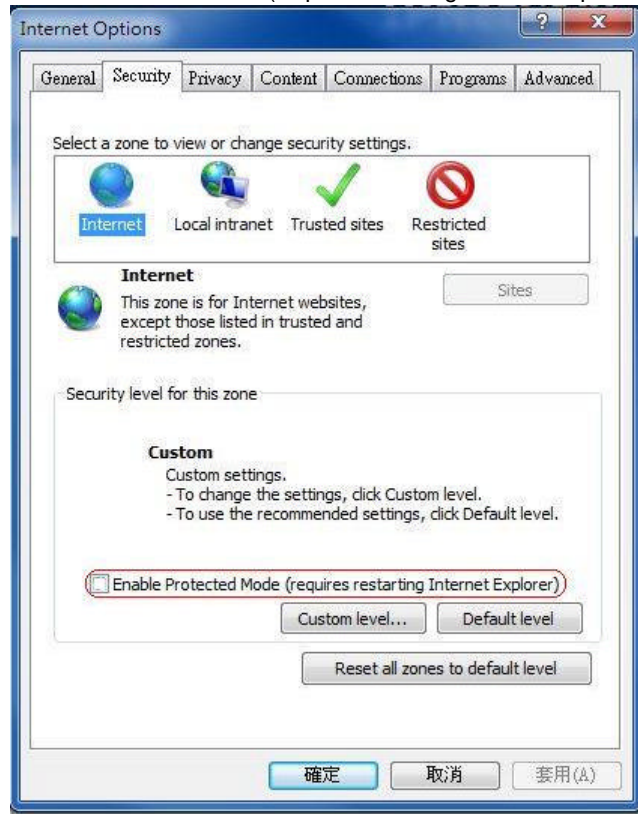 Internet Options
General Security Privacy Content Connections Programs Advanced
Select a zone to view or change security settings.
Internet Local intranet Trusted sites Restricted sites
Internet
Sites
This zone is for Internet websites,
except those listed in trusted and
restricted zones.
Security level for this zone
Custom
Custom settings.
- To change the settings, click Custom level.
- To use the recommended settings, click Default level.
Enable Protected Mode (requires restarting Internet Explorer)
Custom level... Default level
Reset all zones to default level
確定 取消 套用(A)